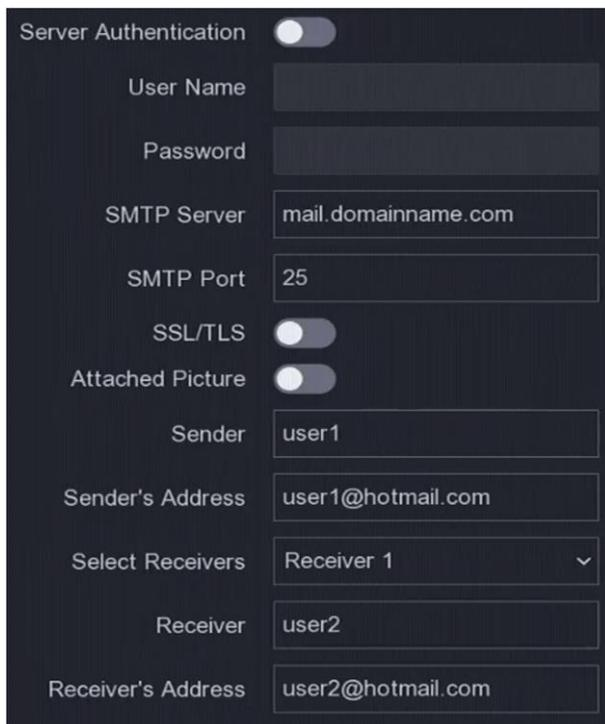 Server Authentication
User Name
Password
SMTP Server mail.domainname.com
SMTP Port 25
SSL/TLS
Attached Picture
Sender user1
Sender's Address user1@hotmail.com
Select Receivers Receiver 1
Receiver user2
Receiver's Address user2@hotmail.com